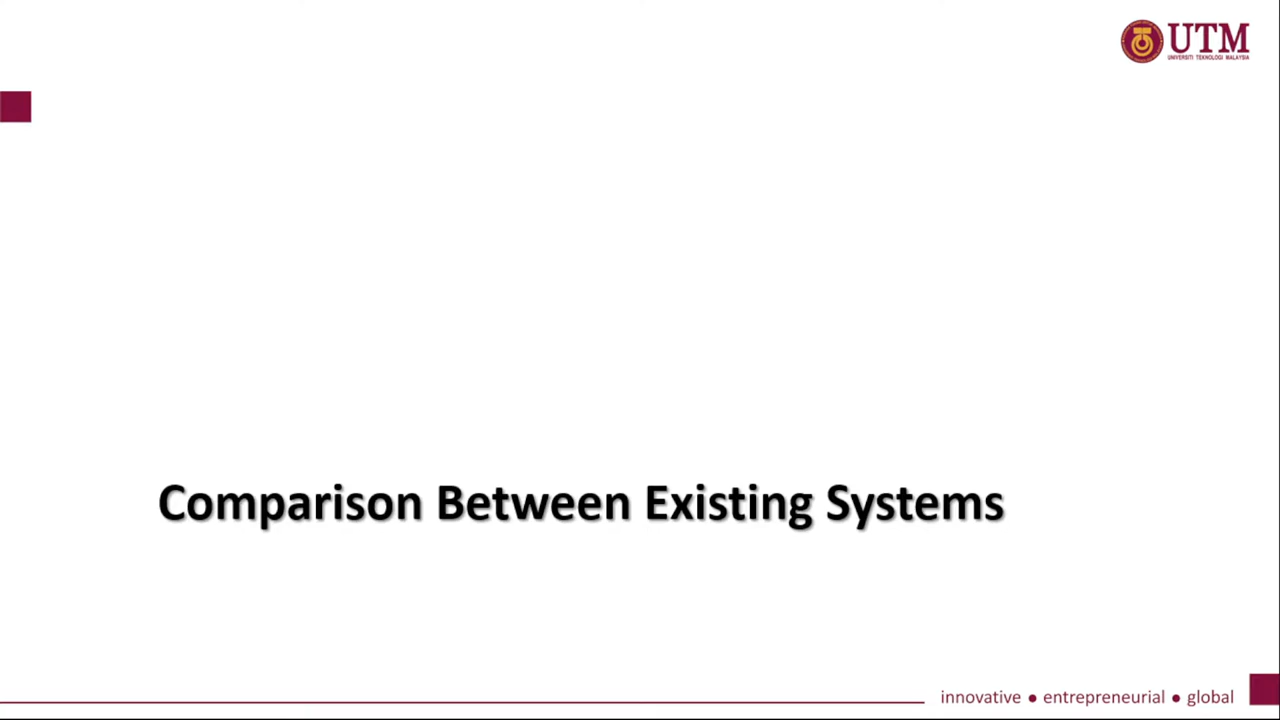 UTM
UNIVERSITI TEKNOLOGI MALAYSIA
Comparison Between Existing Systems
innovative ● entrepreneurial ● global